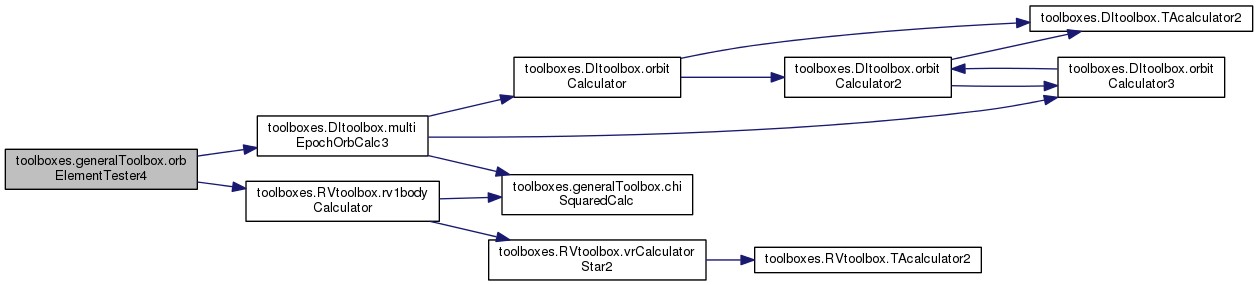 toolboxes.generalToolbox.orb
ElementTester4
toolboxes.DItoolbox.multi
EpochOrbCalc3
toolboxes.RVtoolbox.rv1body
Calculator
toolboxes.DItoolbox.orbit
Calculator
toolboxes.generalToolbox.chi
SquaredCalc
toolboxes.RVtoolbox.vrCalculator
Star2
toolboxes.DItoolbox.orbit
Calculator2
toolboxes.RVtoolbox.TAcalculator2
toolboxes.DItoolbox.TAcalculator2
toolboxes.DItoolbox.orbit
Calculator3